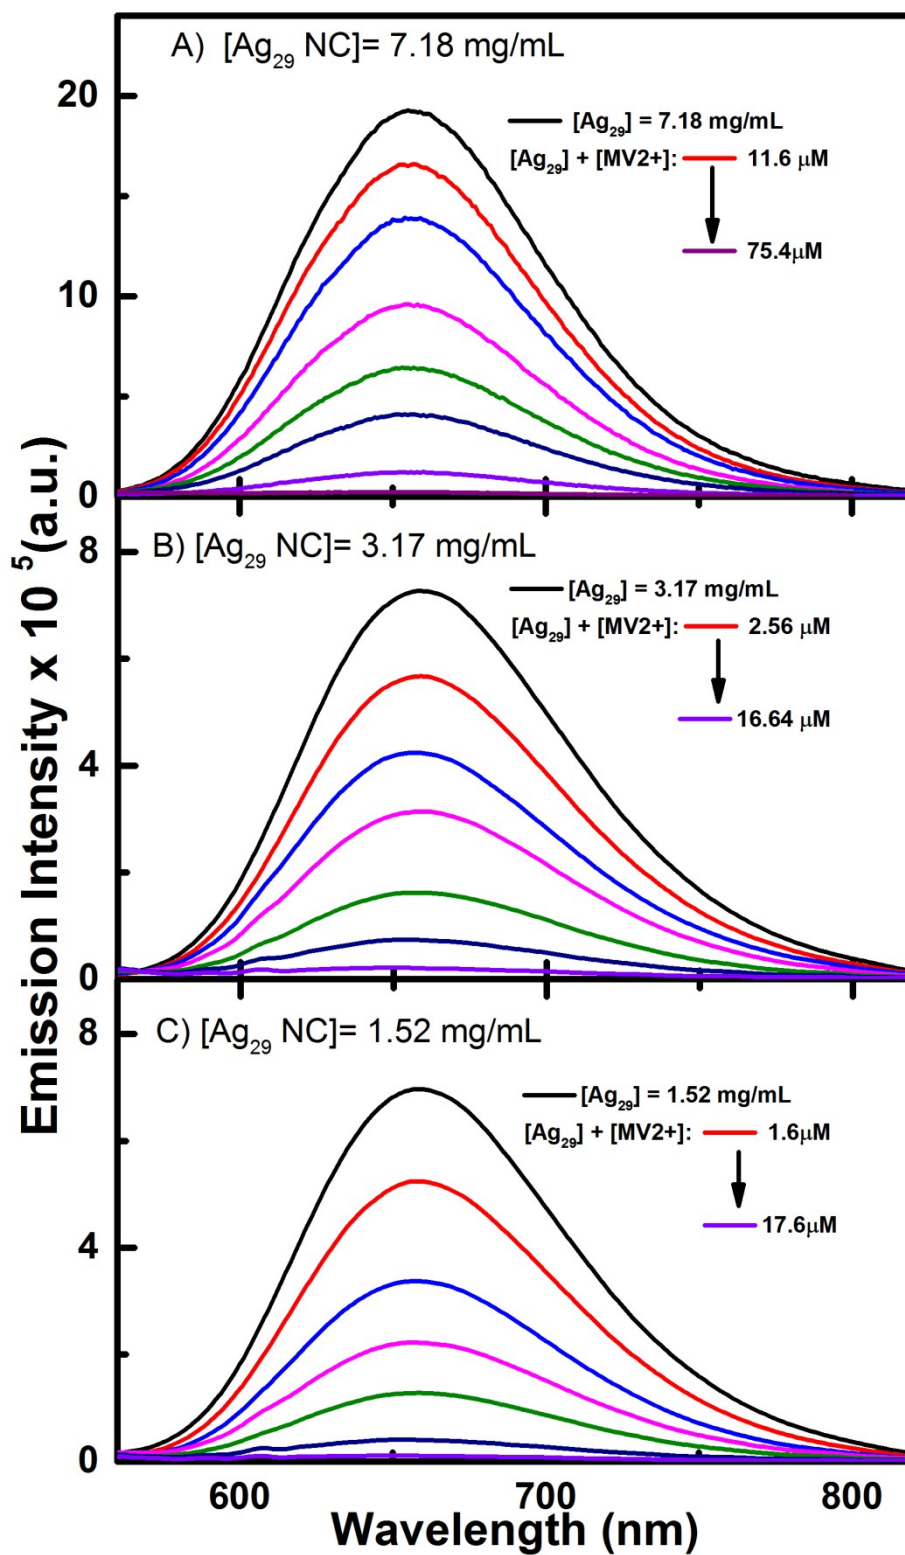 A) [Ag₂₉ NC]= 7.18 mg/mL
20
[Ag₂₉] = 7.18 mg/mL
[Ag₂₉] + [MV2+]: 11.6 µM
75.4µM
10
0
B) [Ag₂₉ NC]= 3.17 mg/mL
8
[Ag₂₉] = 3.17 mg/mL
[Ag₂₉] + [MV2+]: 2.56 µM
16.64 µM
4
0
C) [Ag₂₉ NC]= 1.52 mg/mL
8
[Ag₂₉] = 1.52 mg/mL
[Ag₂₉] + [MV2+]: 1.6µM
17.6µM
4
0
Emission Intensity x 10 ⁵(a.u.)
600 700 800
Wavelength (nm)